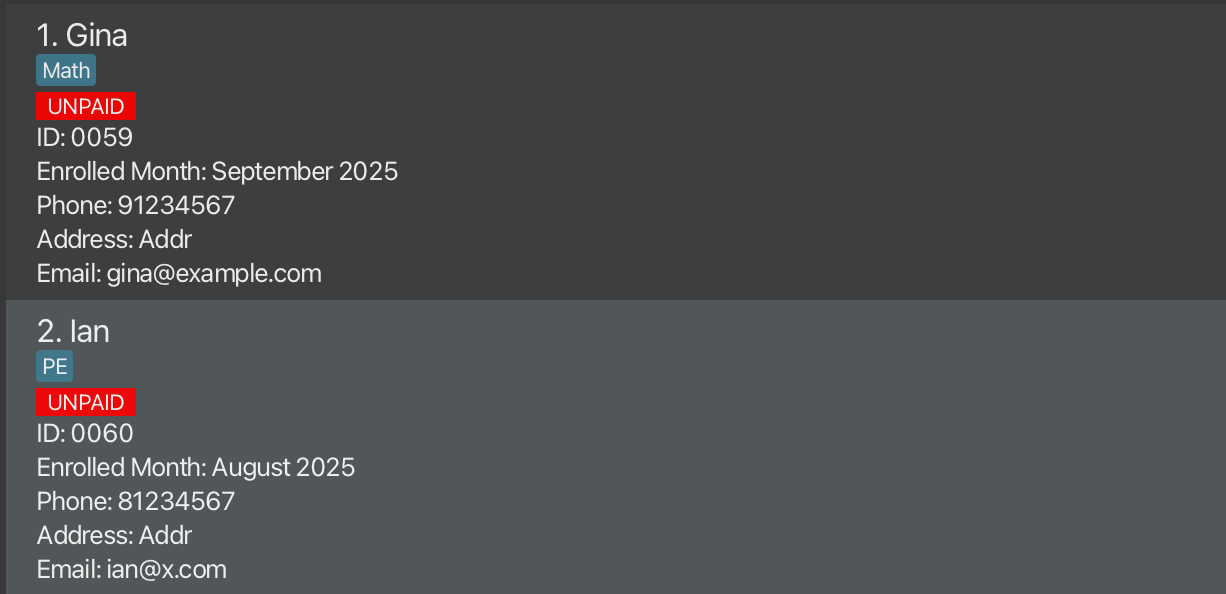 1. Gina
Math
UNPAID
ID: 0059
Enrolled Month: September 2025
Phone: 91234567
Address: Addr
Email: gina@example.com
2. Ian
PE
UNPAID
ID: 0060
Enrolled Month: August 2025
Phone: 81234567
Address: Addr
Email: ian@x.com